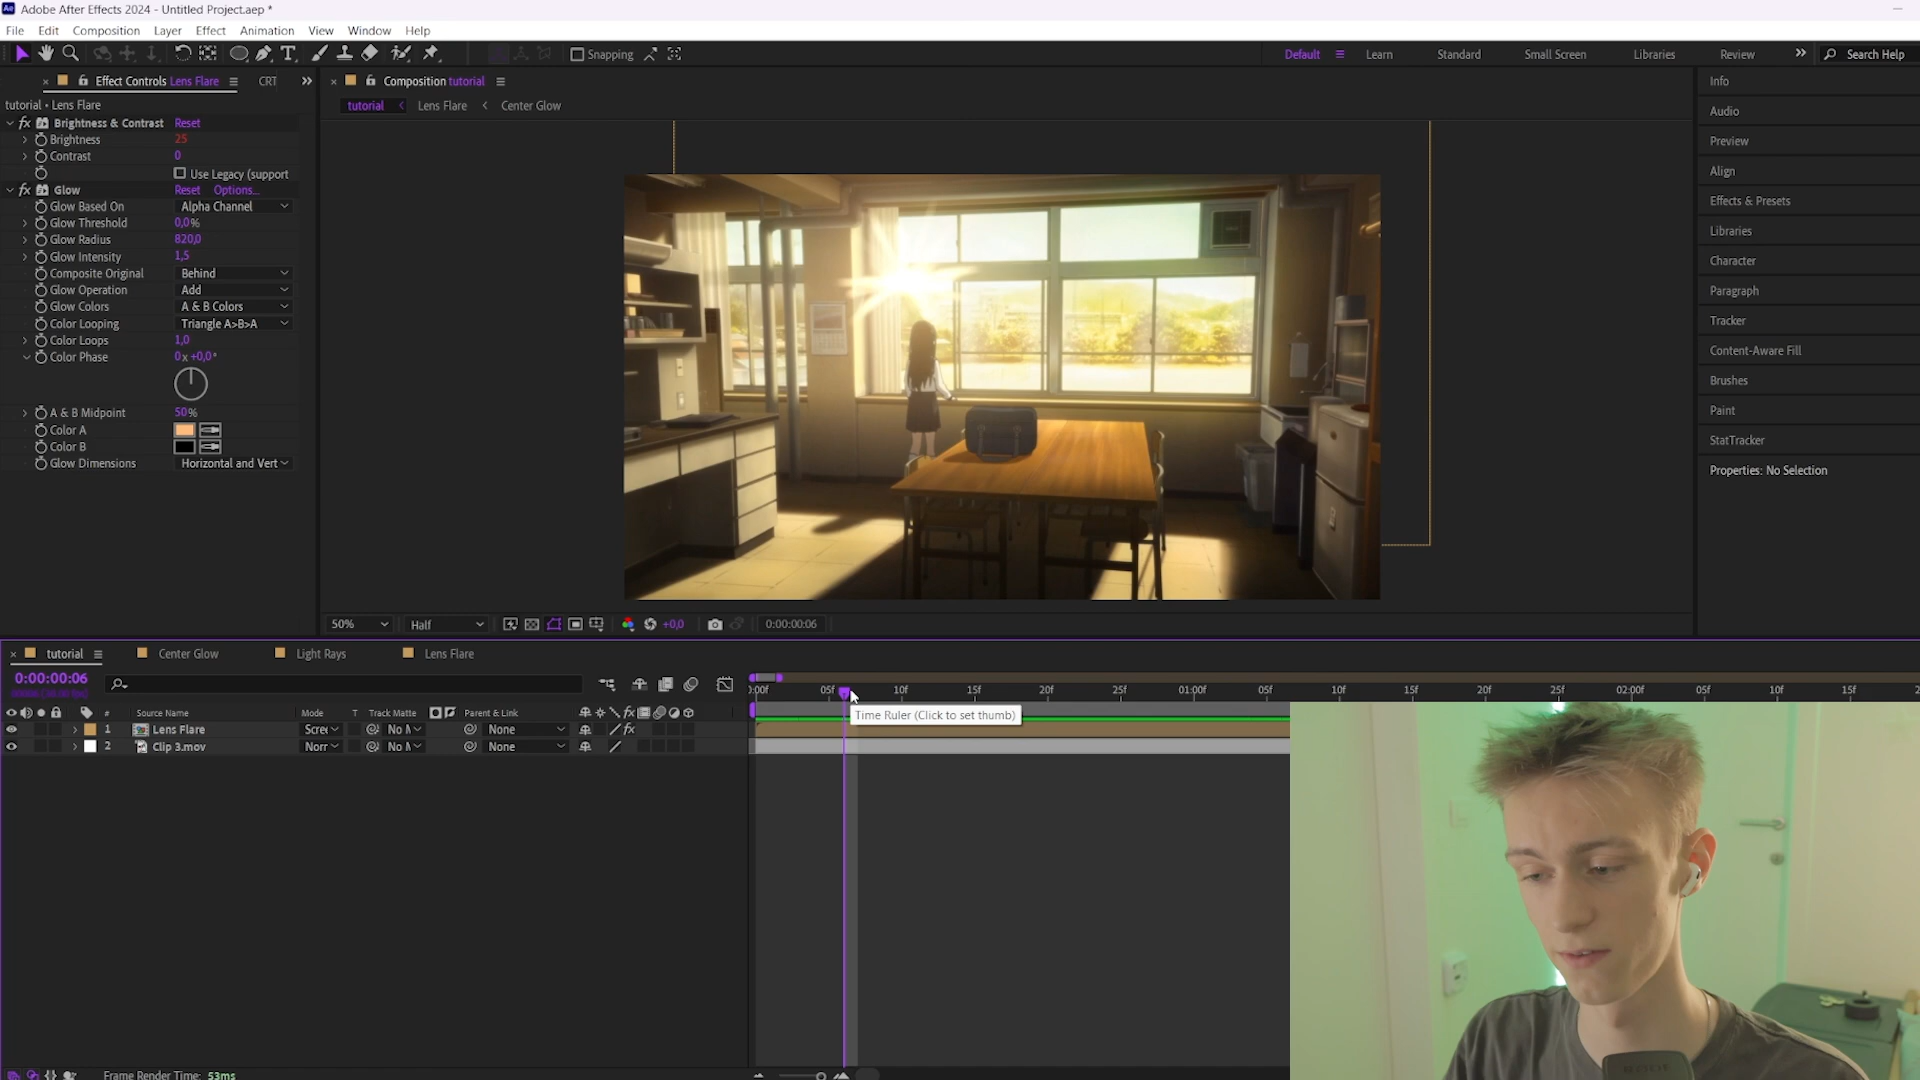 Adobe After Effects 2024 - Untitled Project.aep *
File Edit Composition Layer Effect Animation View Window Help
Snapping
Default Learn Standard Small Screen Libraries Review Search Help
Effect Controls Lens Flare CRT
tutorial • Lens Flare
fx Brightness & Contrast Reset
Brightness 25
Contrast 0
Use Legacy (support
fx Glow Reset Options...
Glow Based On Alpha Channel
Glow Threshold 0,0%
Glow Radius 820,0
Glow Intensity 1,5
Composite Original Behind
Glow Operation Add
Glow Colors A & B Colors
Color Looping Triangle A>B>A
Color Loops 1,0
Color Phase 0x+0,0°
A & B Midpoint 50%
Color A
Color B
Glow Dimensions Horizontal and Vert
Composition tutorial
tutorial Lens Flare Center Glow
50% Half +0,0 0:00:00:06
Info
Audio
Preview
Align
Effects & Presets
Libraries
Character
Paragraph
Tracker
Content-Aware Fill
Brushes
Paint
StatTracker
Properties: No Selection
tutorial Center Glow Light Rays Lens Flare
0:00:00:06
:00f 05f 10f 15f 20f 25f 01:00f 05f 10f 15f 20f 25f 02:00f 05f 10f 15f 2
# Source Name Mode T Track Matte Parent & Link
Time Ruler (Click to set thumb)
1 Lens Flare Scre No M None fx
2 Clip 3.mov Norr No M None
Frame Render Time: 53ms